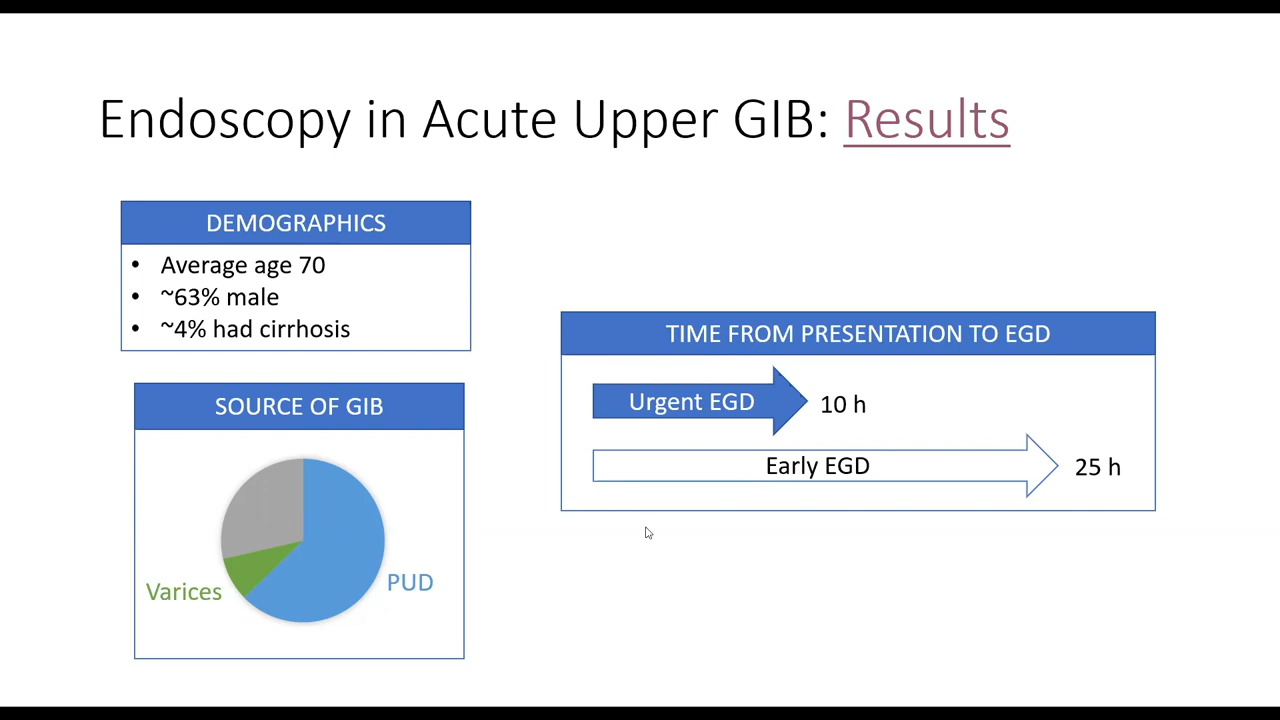 Endoscopy in Acute Upper GIB: Results
DEMOGRAPHICS
• Average age 70
• ~63% male
• ~4% had cirrhosis
SOURCE OF GIB
Varices
PUD
TIME FROM PRESENTATION TO EGD
Urgent EGD
10 h
Early EGD
25 h